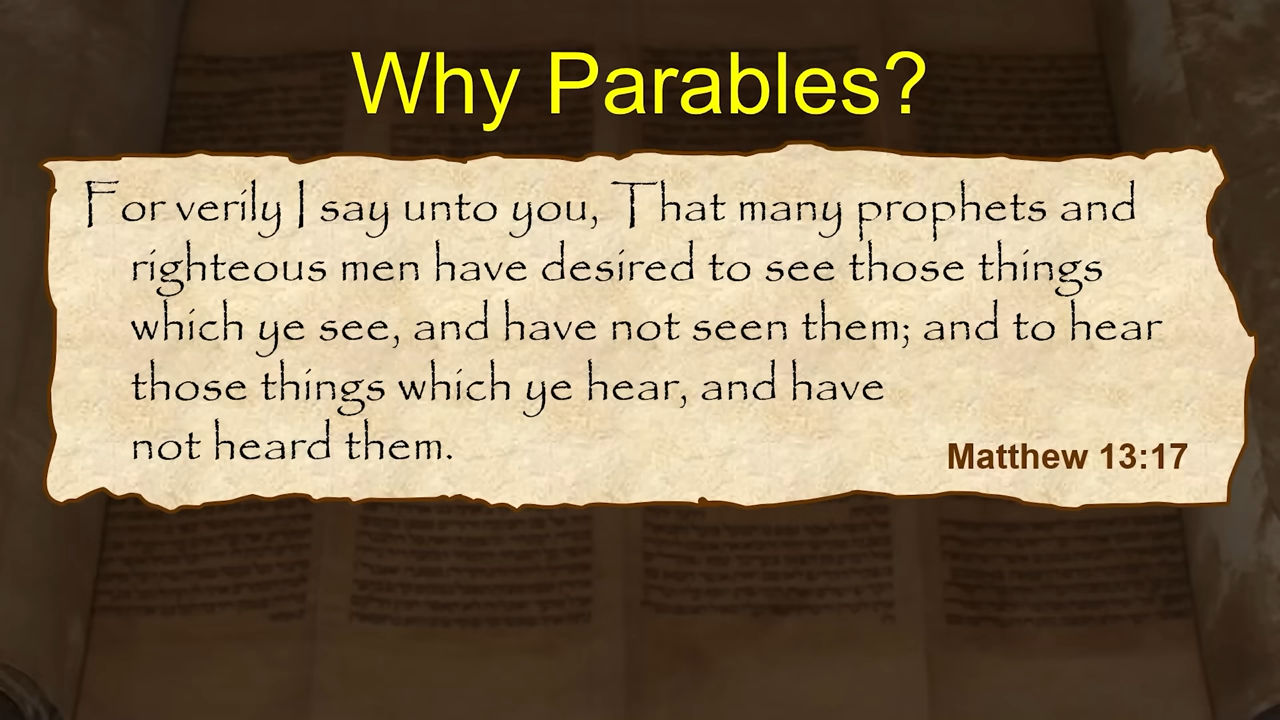 Why Parables?
For verily I say unto you, That many prophets and
righteous men have desired to see those things
which ye see, and have not seen them; and to hear
those things which ye hear, and have
not heard them.
Matthew 13:17